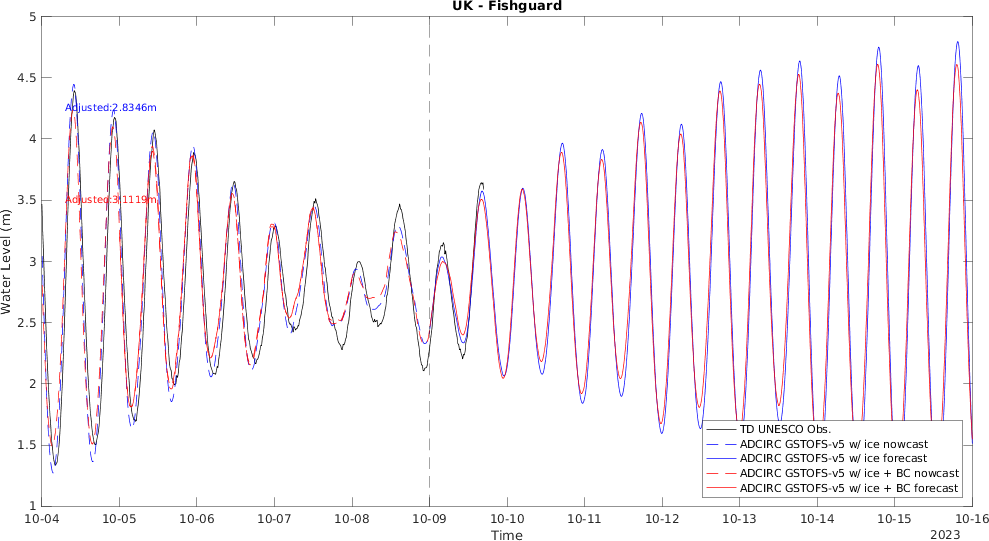 UK - Fishguard
5
4.5
4
3.5
3
2.5
2
1.5
1
Water Level (m)
Adjusted:2.8346m
Adjusted:3.1119m
TD UNESCO Obs.
ADCIRC GSTOFS-v5 w/ ice nowcast
ADCIRC GSTOFS-v5 w/ ice forecast
ADCIRC GSTOFS-v5 w/ ice + BC nowcast
ADCIRC GSTOFS-v5 w/ ice + BC forecast
10-04 10-05 10-06 10-07 10-08 10-09 10-10 10-11 10-12 10-13 10-14 10-15 10-16
Time
2023